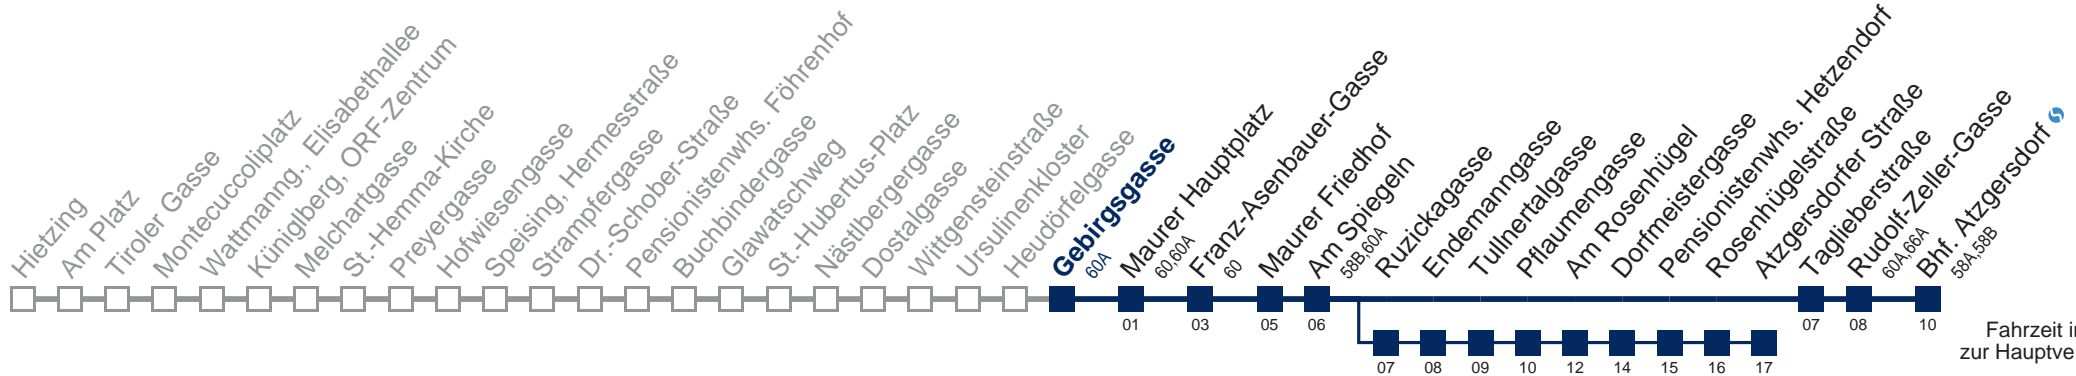 Hietzing
Am Platz
Tiroler Gasse
Montecuccoliplatz
Wattmanng., Elisabethallee
Küniglberg, ORF-Zentrum
Melchartgasse
St.-Hemma-Kirche
Preyergasse
Hofwiesengasse
Speising, Hermesstraße
Strampfergasse
Dr.-Schober-Straße
Pensionistenwhs. Föhrenhof
Buchbindergasse
Glawatschweg
St.-Hubertus-Platz
Nästlbergergasse
Dostalgasse
Wittgensteinstraße
Ursulinenkloster
Heudörfelgasse
Gebirgsgasse
60A
Maurer Hauptplatz
60,60A
Franz-Asenbauer-Gasse
60
Maurer Friedhof
Am Spiegeln
58B,60A
Ruzickagasse
Endemanngasse
Tullnertalgasse
Pflaumengasse
Am Rosenhügel
Dorfmeistergasse
Pensionistenwhs. Hetzendorf
Rosenhügelstraße
Atzgersdorfer Straße
Taglieberstraße
Rudolf-Zeller-Gasse
60A,66A
Bhf. Atzgersdorf
58A,58B
01 03 05 06 07 08 10
07 08 09 10 12 14 15 16 17
Fahrzeit i
zur Hauptve